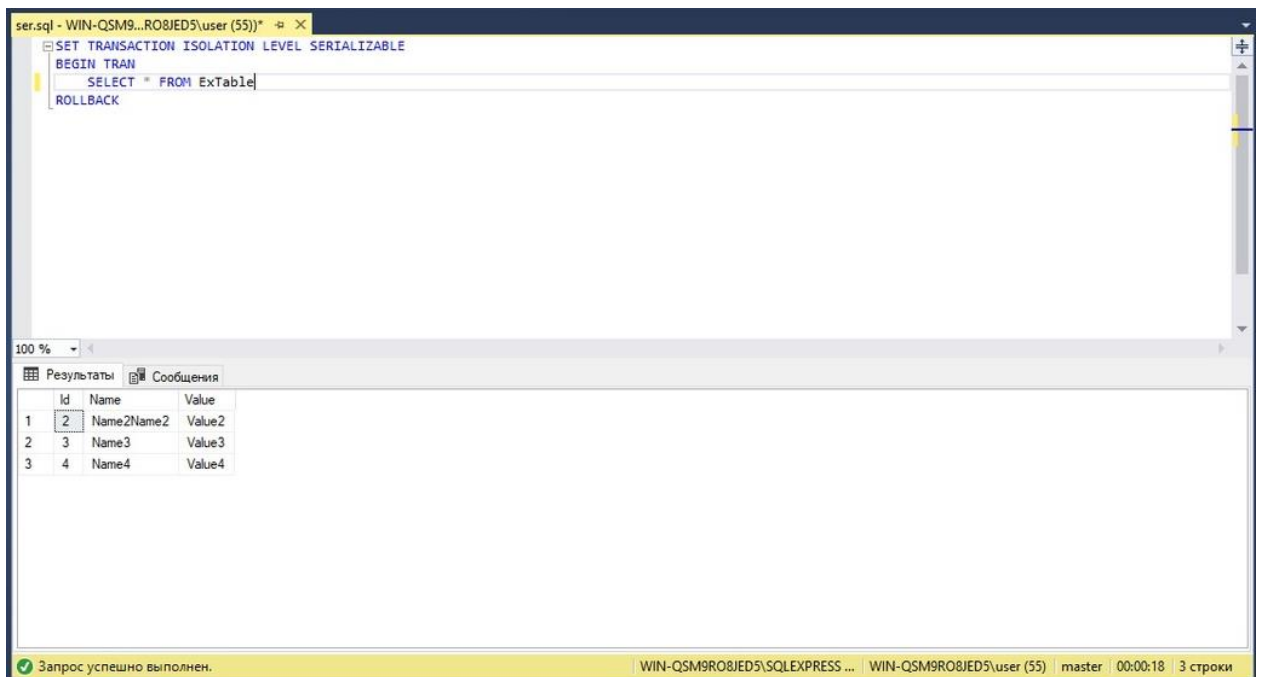 ser.sql - WIN-QSM9...RO8JED5\user (55))*
SET TRANSACTION ISOLATION LEVEL SERIALIZABLE
BEGIN TRAN
SELECT * FROM ExTable
ROLLBACK
100 %
Результаты Сообщения
Id Name Value
1 2 Name2Name2 Value2
2 3 Name3 Value3
3 4 Name4 Value4
Запрос успешно выполнен. WIN-QSM9RO8JED5\SQLEXPRESS ... WIN-QSM9RO8JED5\user (55) master 00:00:18 3 строки